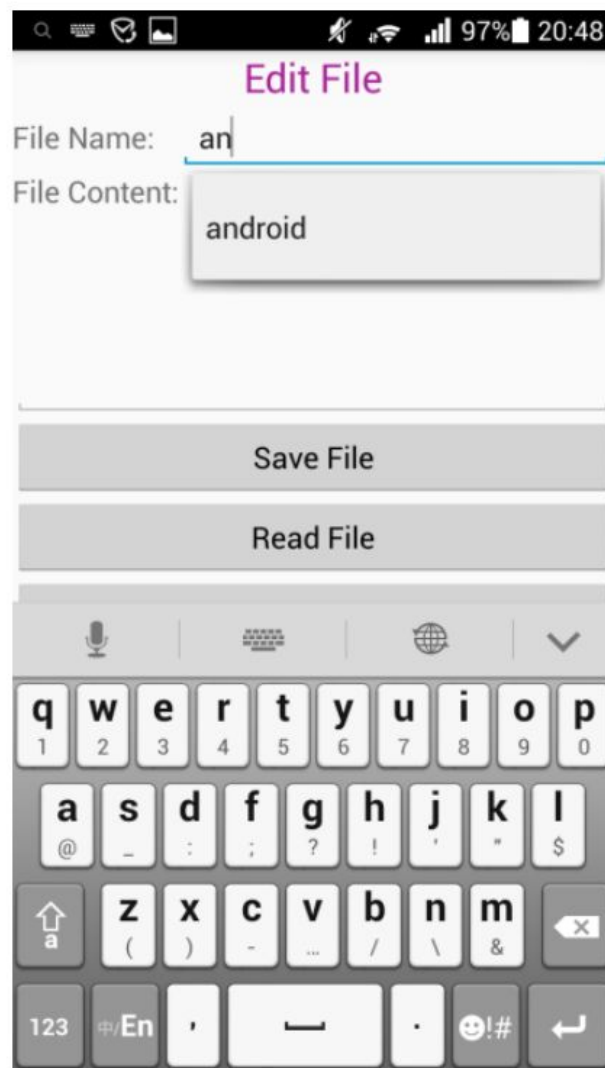 97% 20:48
Edit File
File Name: an
File Content:
android
Save File
Read File
q w e r t y u i o p
1 2 3 4 5 6 7 8 9 0
a s d f g h j k l
@ _ : ; ? ! ' " $
a z x c v b n m
( ) - ... / \ &
123 中/En , . !#